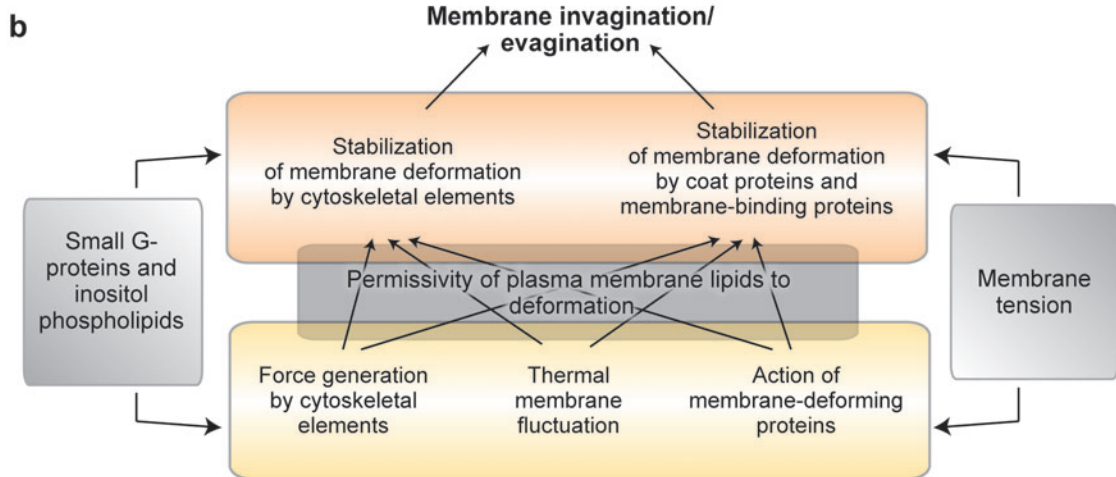 b
Membrane invagination/
evagination
Stabilization
of membrane deformation
by cytoskeletal elements
Stabilization
of membrane deformation
by coat proteins and
membrane-binding proteins
Small G-
proteins and
inositol
phospholipids
Permissivity of plasma membrane lipids to
deformation
Membrane
tension
Force generation
by cytoskeletal
elements
Thermal
membrane
fluctuation
Action of
membrane-deforming
proteins